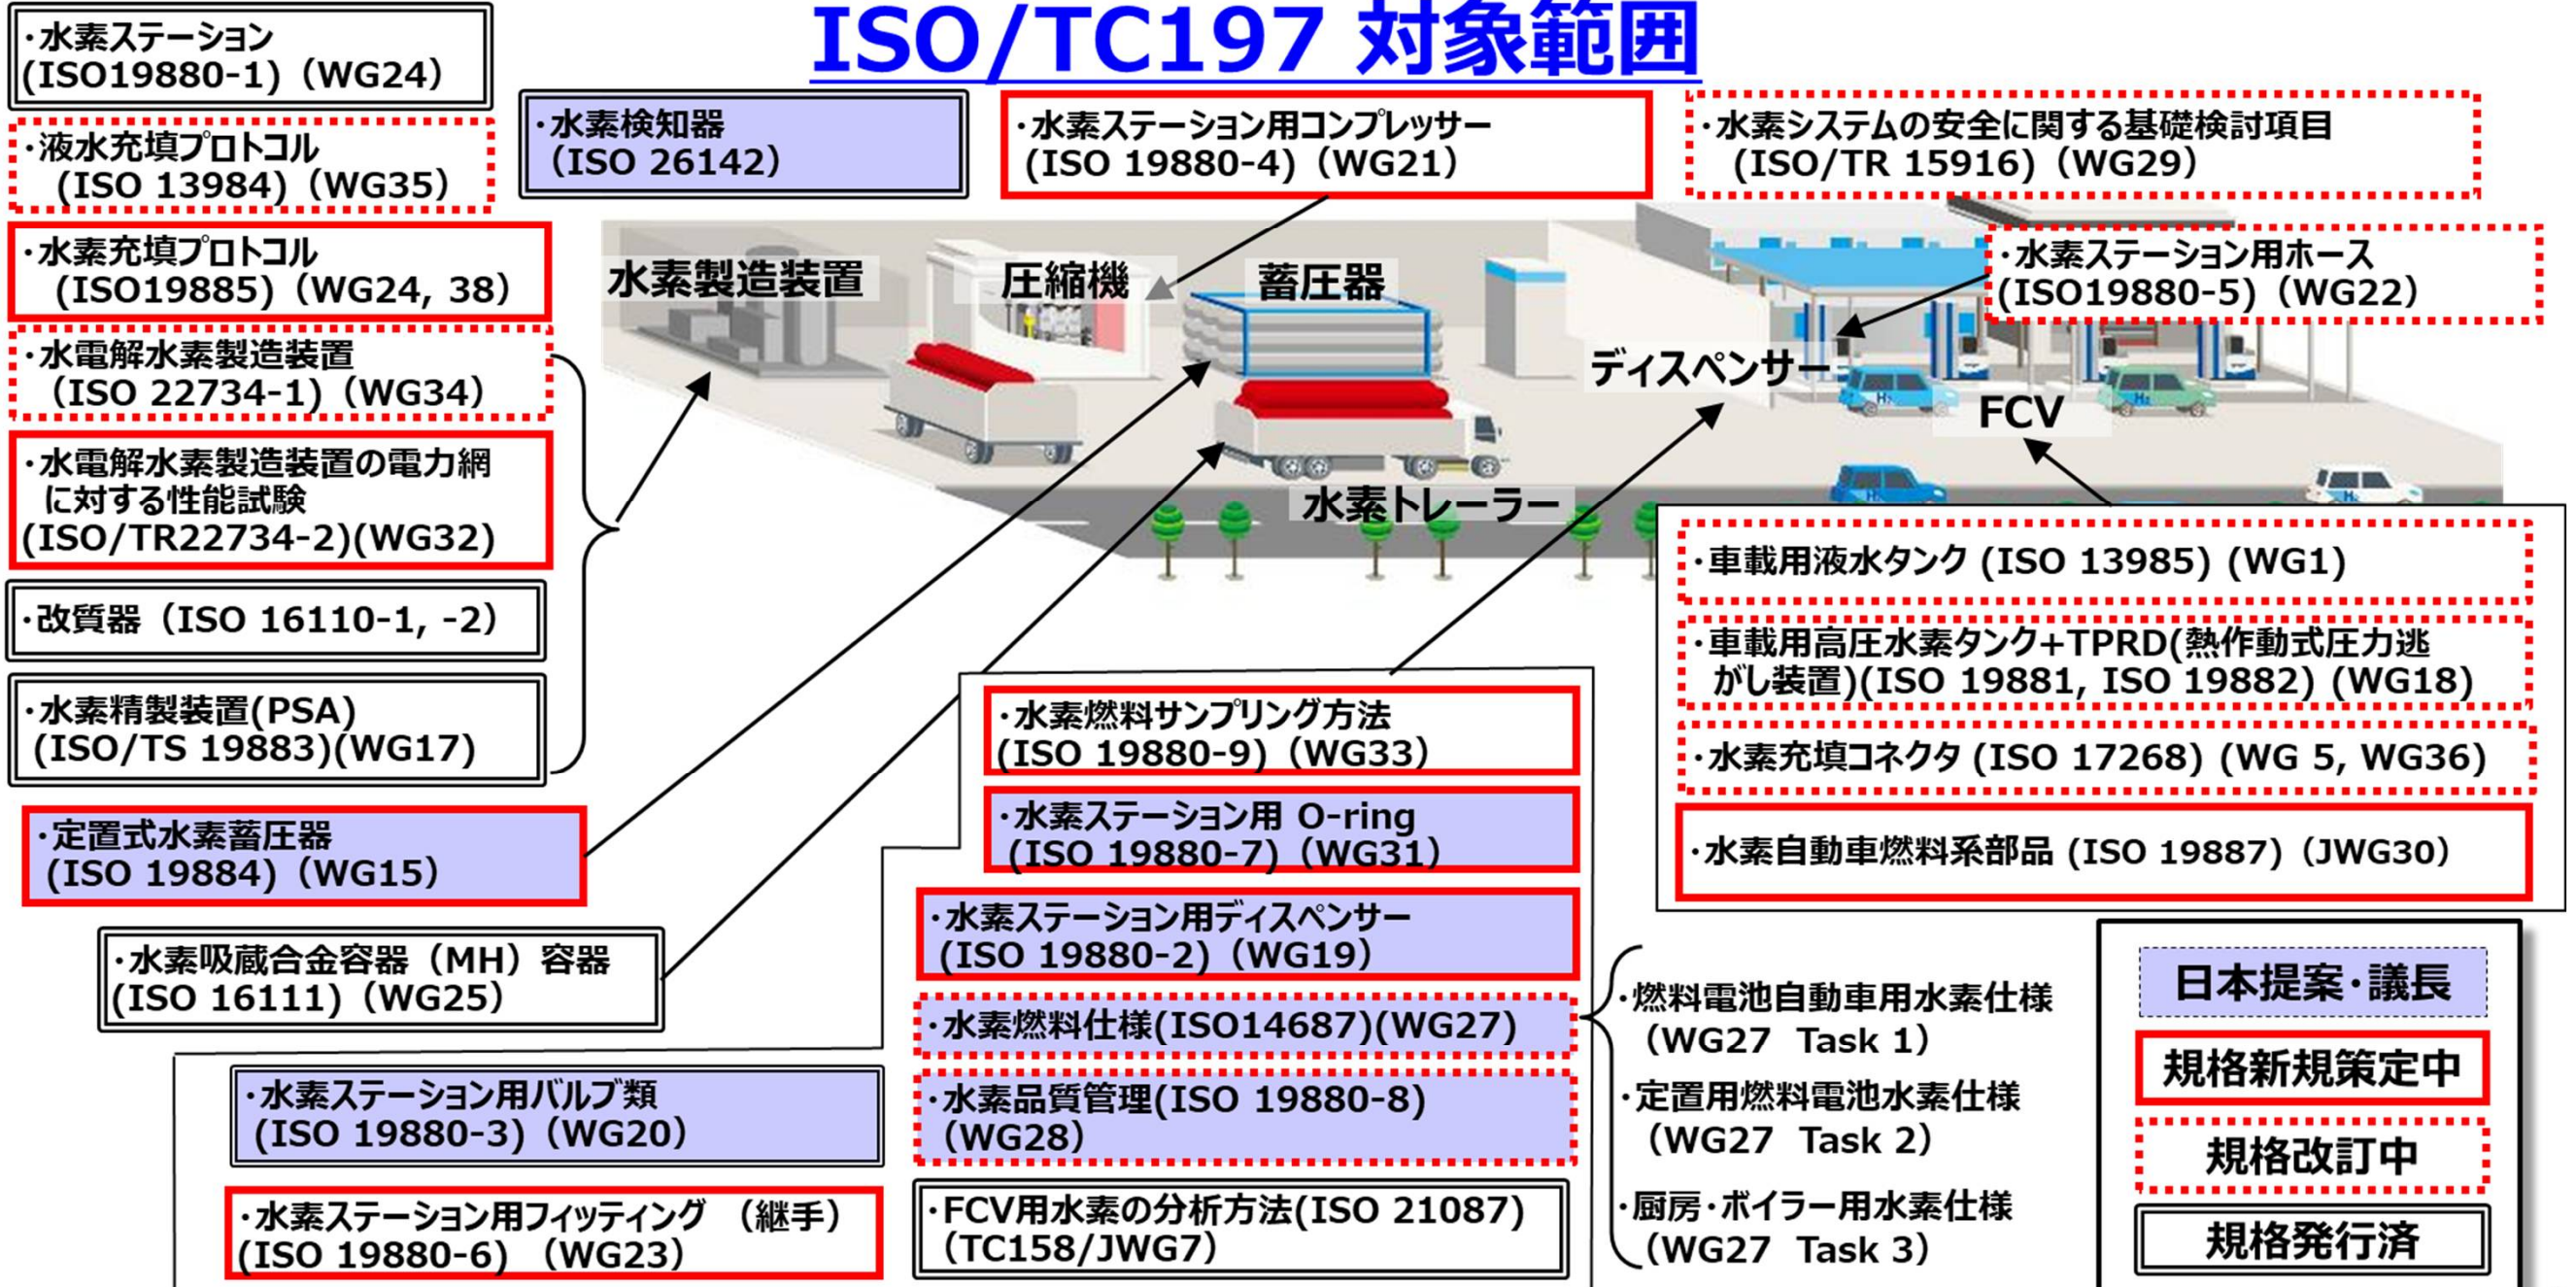 ISO/TC197 対象範囲
・水素ステーション
(ISO19880-1)（WG24）
・液水充填プロトコル
(ISO 13984)（WG35）
・水素充填プロトコル
(ISO19885)（WG24, 38）
・水電解水素製造装置
（ISO 22734-1)（WG34）
・水電解水素製造装置の電力網
に対する性能試験
(ISO/TR22734-2)(WG32)
・改質器（ISO 16110-1, -2）
・水素精製装置(PSA)
(ISO/TS 19883)(WG17)
・定置式水素蓄圧器
(ISO 19884)（WG15）
・水素吸蔵合金容器（MH）容器
(ISO 16111)（WG25）
・水素検知器
（ISO 26142）
・水素ステーション用コンプレッサー
(ISO 19880-4)（WG21）
・水素システムの安全に関する基礎検討項目
(ISO/TR 15916)（WG29）
・水素ステーション用ホース
(ISO19880-5)（WG22）
水素製造装置
圧縮機
蓄圧器
ディスペンサー
FCV
水素トレーラー
H₂
H₂
H₂
H₂
・車載用液水タンク (ISO 13985) (WG1)
・車載用高圧水素タンク+TPRD(熱作動式圧力逃
がし装置)(ISO 19881, ISO 19882) (WG18)
・水素充填コネクタ (ISO 17268) (WG 5, WG36)
・水素自動車燃料系部品 (ISO 19887)（JWG30）
・水素燃料サンプリング方法
(ISO 19880-9)（WG33）
・水素ステーション用 O-ring
(ISO 19880-7)（WG31）
・水素ステーション用ディスペンサー
(ISO 19880-2)（WG19）
・水素燃料仕様(ISO14687)(WG27)
・水素品質管理(ISO 19880-8)
（WG28）
・FCV用水素の分析方法(ISO 21087)
（TC158/JWG7）
・水素ステーション用バルブ類
(ISO 19880-3)（WG20）
・水素ステーション用フィッティング （継手）
(ISO 19880-6) （WG23）
・燃料電池自動車用水素仕様
（WG27 Task 1）
・定置用燃料電池水素仕様
（WG27 Task 2）
・厨房・ボイラー用水素仕様
（WG27 Task 3）
日本提案・議長
規格新規策定中
規格改訂中
規格発行済